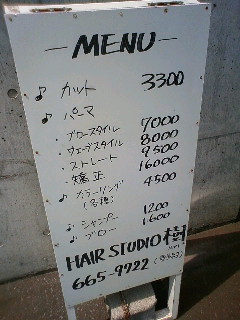 — MENU —
♪ カット 3300
♪ パーマ
・ブロースタイル 7000
・ウェーブスタイル 8000
・ストレート 9500
・矯正 16000
♪ カラーリング 4500
(各種)
♪ シャンプー 1200
♪ ブロー 1600
HAIR STUDIO 樹
665-9722